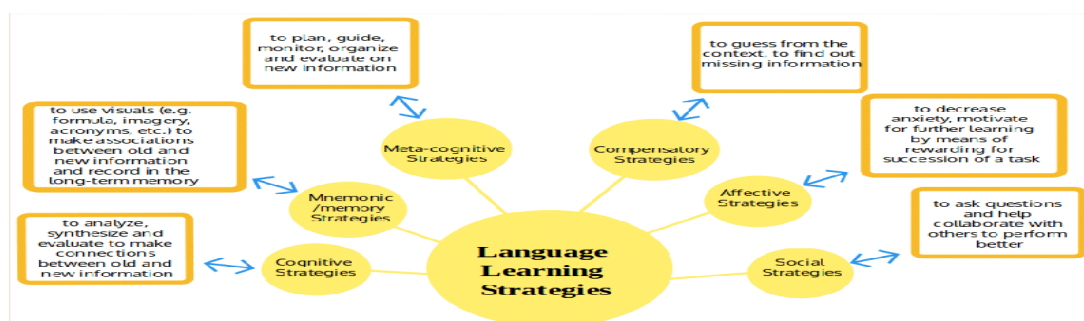 to plan, guide,
monitor, organize
and evaluate on
new information
to guess from the
context, to find out
missing information
to use visuals (e.g.
formula, imagery,
acronyms, etc.) to
make associations
between old and
new information
and record in the
long-term memory
to decrease
anxiety, motivate
for further learning
by means of
rewarding for
succession of a task
Meta-cognitive
Strategies
Compensatory
Strategies
Mnemonic
/memory
Strategies
Affective
Strategies
to analyze,
synthesize and
evaluate to make
connections
between old and
new information
to ask questions
and help
collaborate with
others to perform
better
Cognitive
Strategies
Language
Learning
Strategies
Social
Strategies